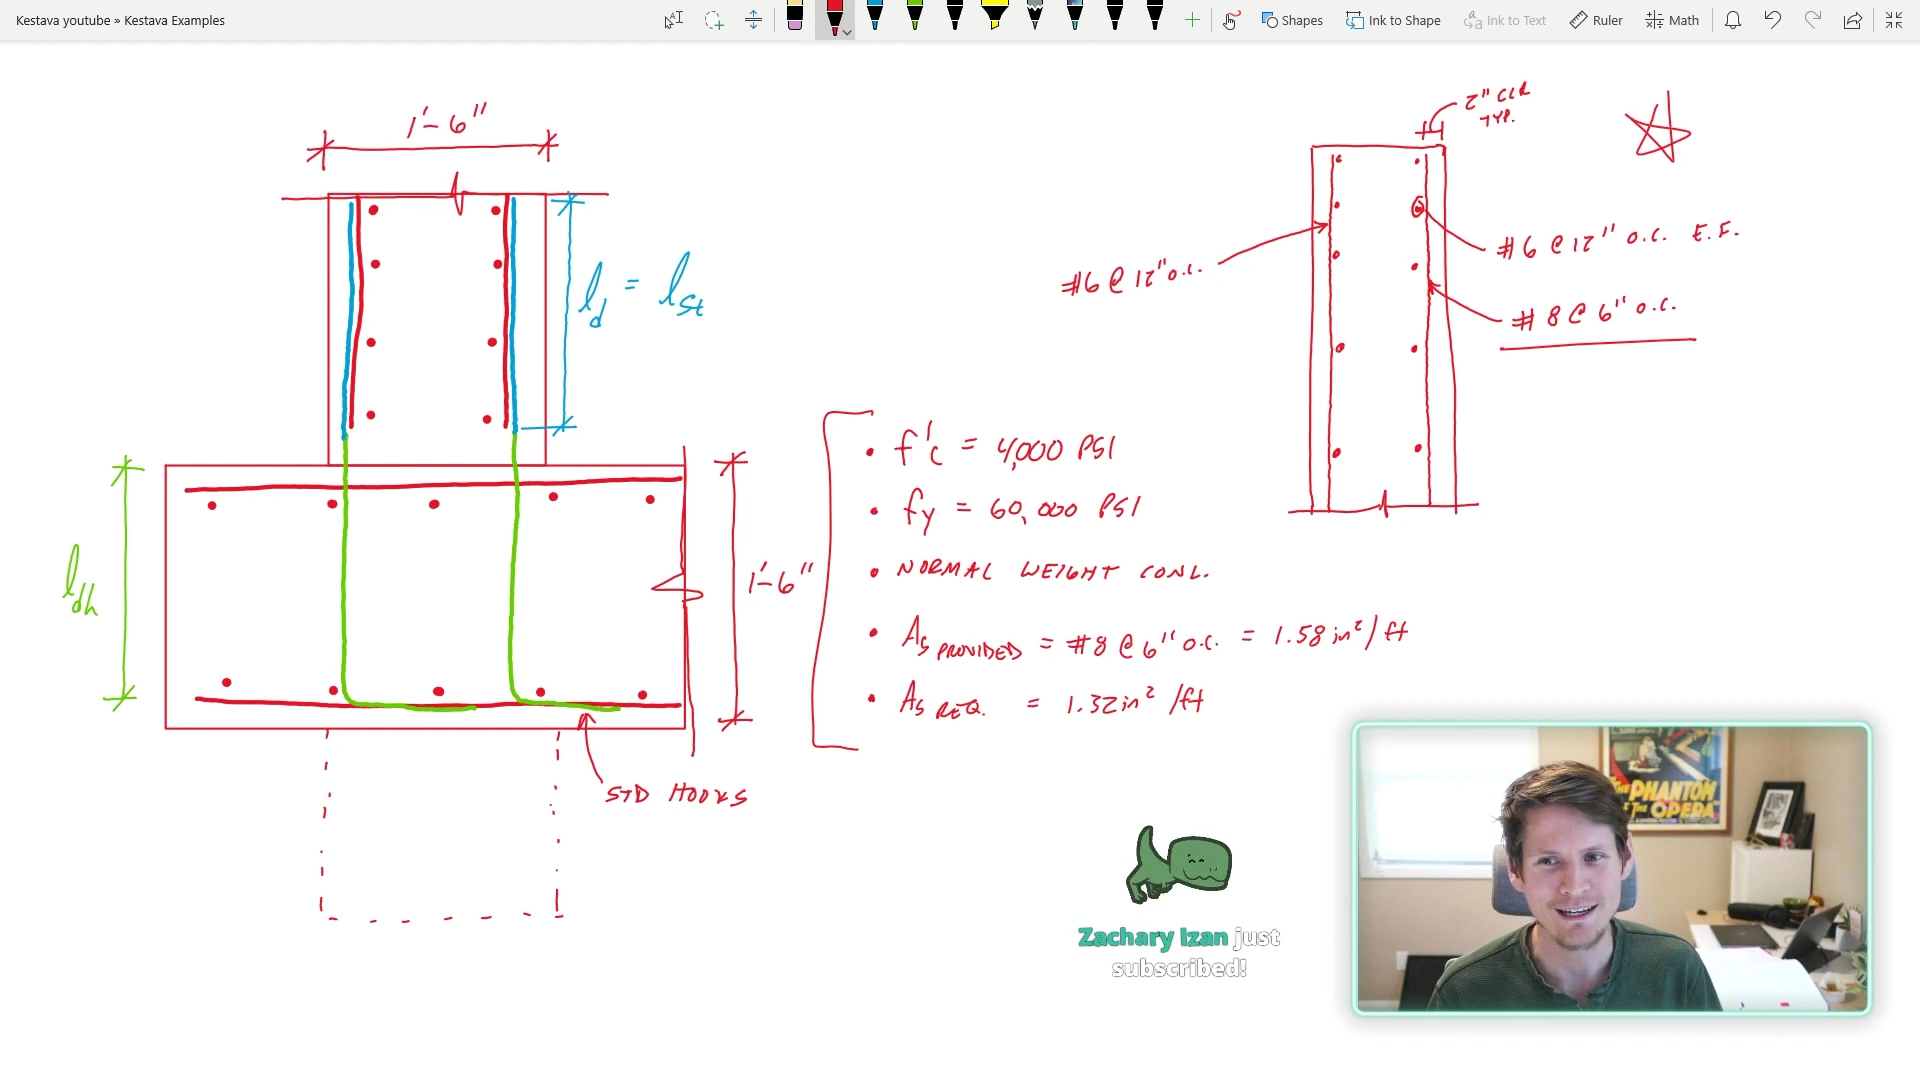 Kestava youtube » Kestava Examples
Shapes
Ink to Shape
Ink to Text
Ruler
Math
1'-6"
ld = lst
ldh
1'-6"
STD HOOKS
2" CLR
TYP.
#6 @ 12" o.c.
#6 @ 12" o.c. E.F.
#8 @ 6" o.c.
• f'c = 4,000 PSI
• fy = 60,000 PSI
• NORMAL WEIGHT CONC.
• As PROVIDED = #8 @ 6" o.c. = 1.58 in²/ft
• As REQ. = 1.32 in²/ft
THE PHANTOM
OF THE OPERA
Zachary Izan just
subscribed!